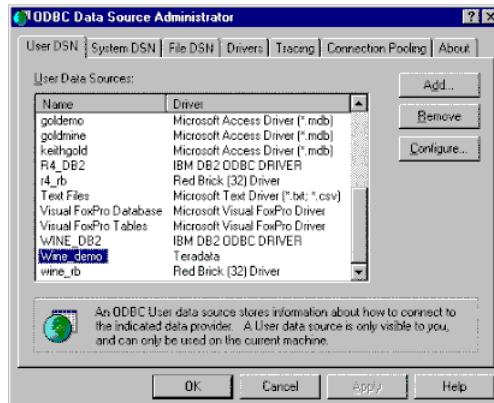 ODBC Data Source Administrator
User DSN System DSN File DSN Drivers Tracing Connection Pooling About
User Data Sources:
Name Driver
goldemo Microsoft Access Driver (*.mdb)
goldmine Microsoft Access Driver (*.mdb)
keithgold Microsoft Access Driver (*.mdb)
R4_DB2 IBM DB2 ODBC DRIVER
r4_rb Red Brick (32) Driver
Text Files Microsoft Text Driver (*.txt; *.csv)
Visual FoxPro Database Microsoft Visual FoxPro Driver
Visual FoxPro Tables Microsoft Visual FoxPro Driver
WINE_DB2 IBM DB2 ODBC DRIVER
Wine_demo Teradata
wine_rb Red Brick (32) Driver
Add...
Remove
Configure...
An ODBC User data source stores information about how to connect to
the indicated data provider. A User data source is only visible to you,
and can only be used on the current machine.
OK Cancel Apply Help